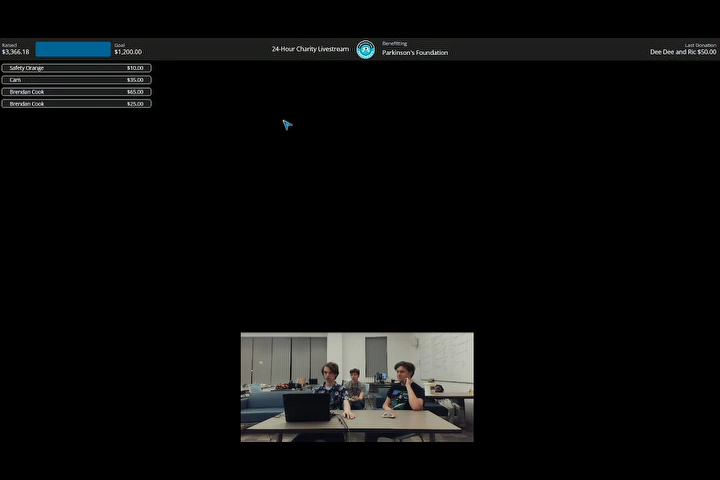 Raised
$3,366.18
Goal
$1,200.00
24-Hour Charity Livestream
Benefitting
Parkinson's Foundation
Last Donation
Dee Dee and Ric $50.00
Safety Orange $10.00
Cam $35.00
Brendan Cook $65.00
Brendan Cook $25.00